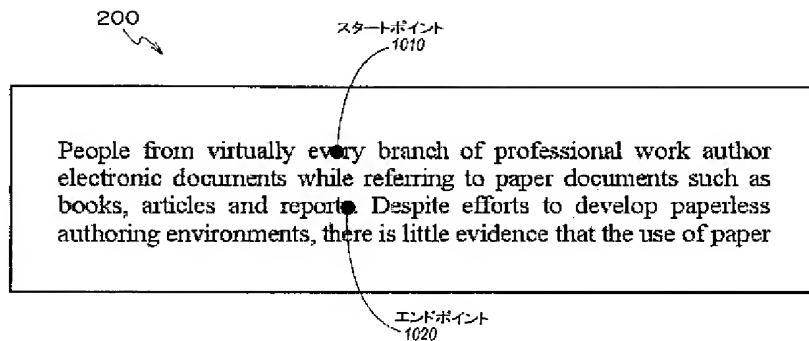 200
スタートポイント
1010
People from virtually every branch of professional work author
electronic documents while referring to paper documents such as
books, articles and reports. Despite efforts to develop paperless
authoring environments, there is little evidence that the use of paper
エンドポイント
1020